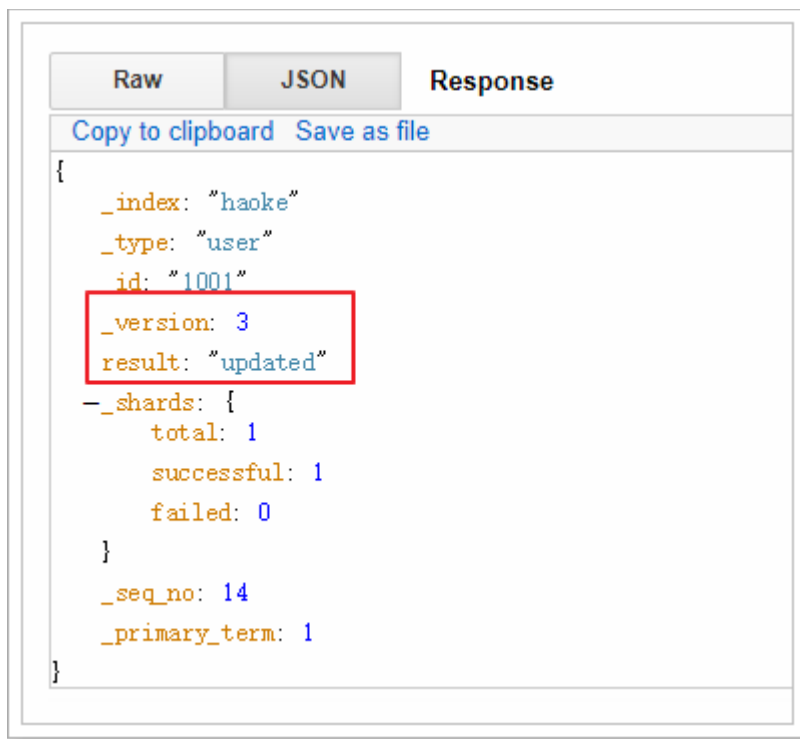 Raw JSON Response
Copy to clipboard Save as file
{
_index: "haoke"
_type: "user"
_id: "1001"
_version: 3
result: "updated"
–_shards: {
total: 1
successful: 1
failed: 0
}
_seq_no: 14
_primary_term: 1
}